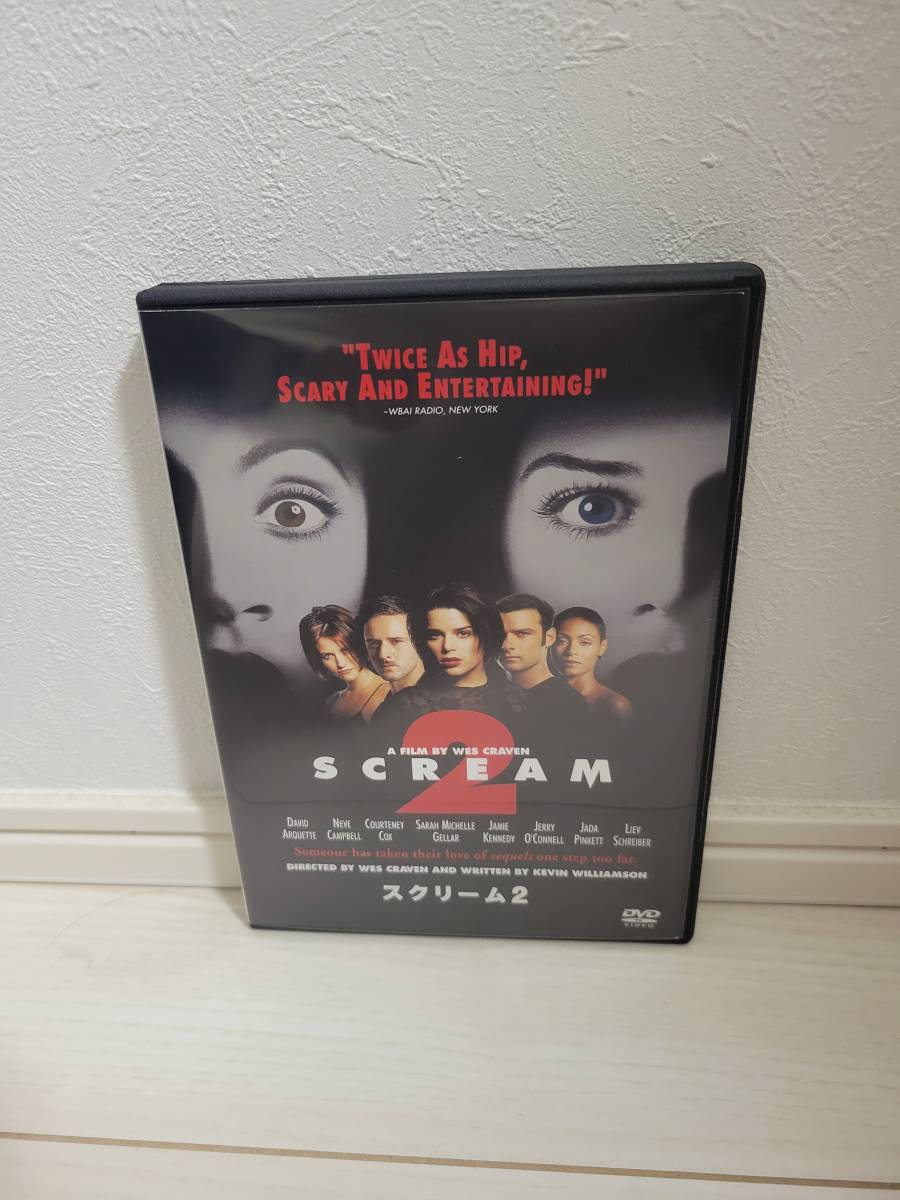 "TWICE AS HIP,
SCARY AND ENTERTAINING!"
–WBAI RADIO, NEW YORK
A FILM BY WES CRAVEN
SCREAM 2
DAVID ARQUETTE NEVE CAMPBELL COURTENEY COX SARAH MICHELLE GELLAR JAMIE KENNEDY JERRY O'CONNELL JADA PINKETT LIEV SCHREIBER
Someone has taken their love of sequels one step too far.
DIRECTED BY WES CRAVEN AND WRITTEN BY KEVIN WILLIAMSON
スクリーム2
DVD
VIDEO